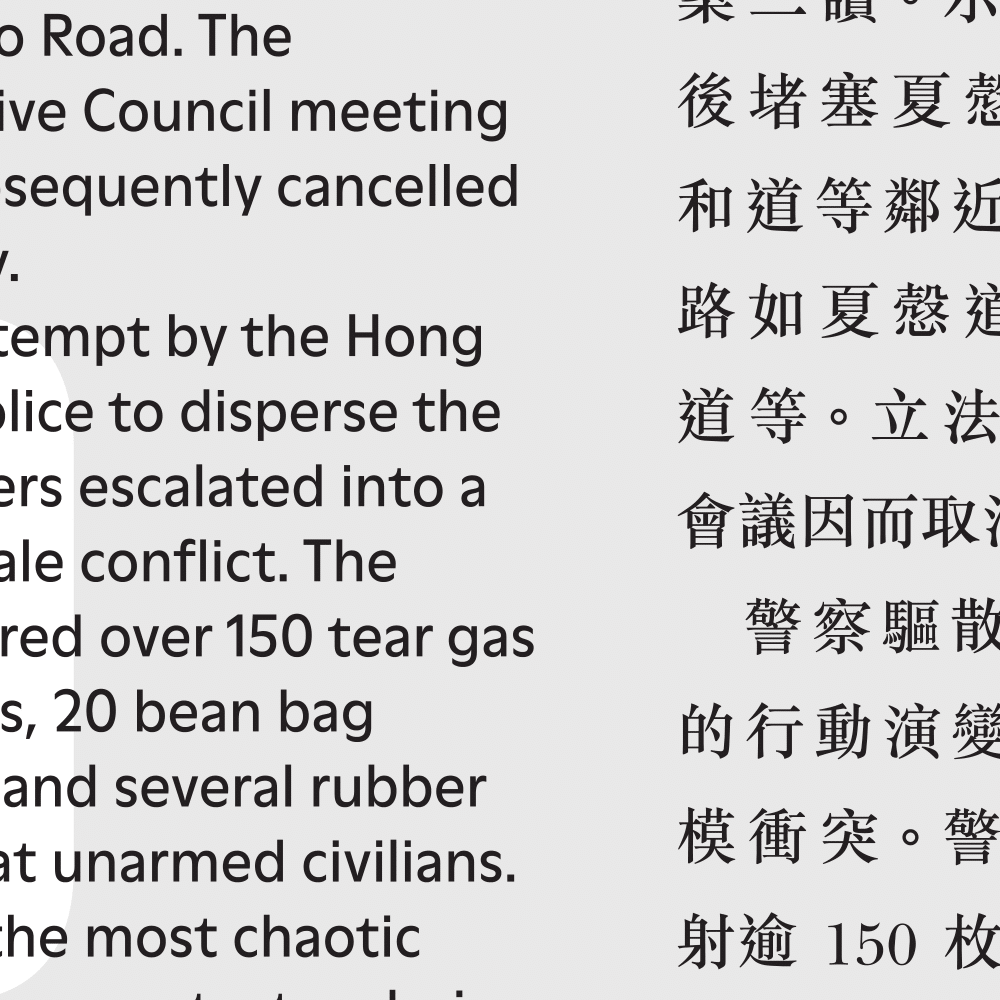 o Road. The
ive Council meeting
sequently cancelled
y.
tempt by the Hong
olice to disperse the
ers escalated into a
ale conflict. The
red over 150 tear gas
s, 20 bean bag
and several rubber
at unarmed civilians.
the most chaotic
後堵塞夏慤
和道等鄰近
路如夏慤道
道等。立法
會議因而取消
警察驅散
的行動演變
模衝突。警
射逾 150 枚